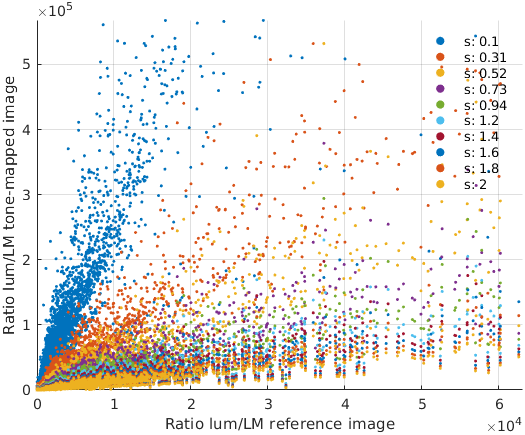 ×10⁵
5
4
3
2
1
0
0 1 2 3 4 5 6
×10⁴
Ratio lum/LM tone-mapped image
Ratio lum/LM reference image
s: 0.1
s: 0.31
s: 0.52
s: 0.73
s: 0.94
s: 1.2
s: 1.4
s: 1.6
s: 1.8
s: 2